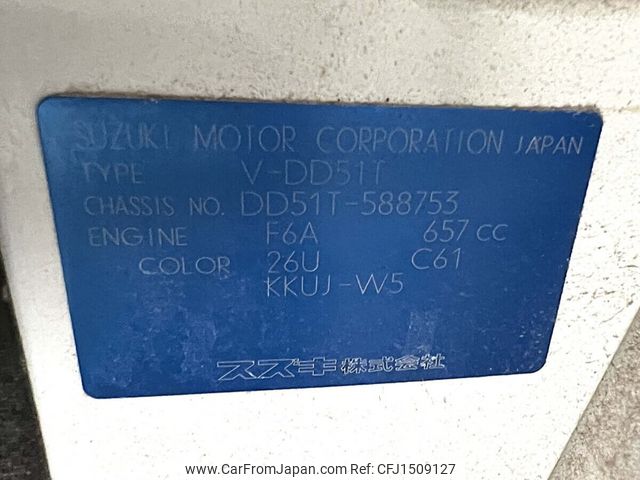 SUZUKI MOTOR CORPORATION JAPAN
TYPE V-DD51T
CHASSIS NO. DD51T-588753
ENGINE F6A 657 cc
COLOR 26U C61
KKUJ-W5
スズキ株式会社
www.CarFromJapan.com Ref No: CFJ1509127